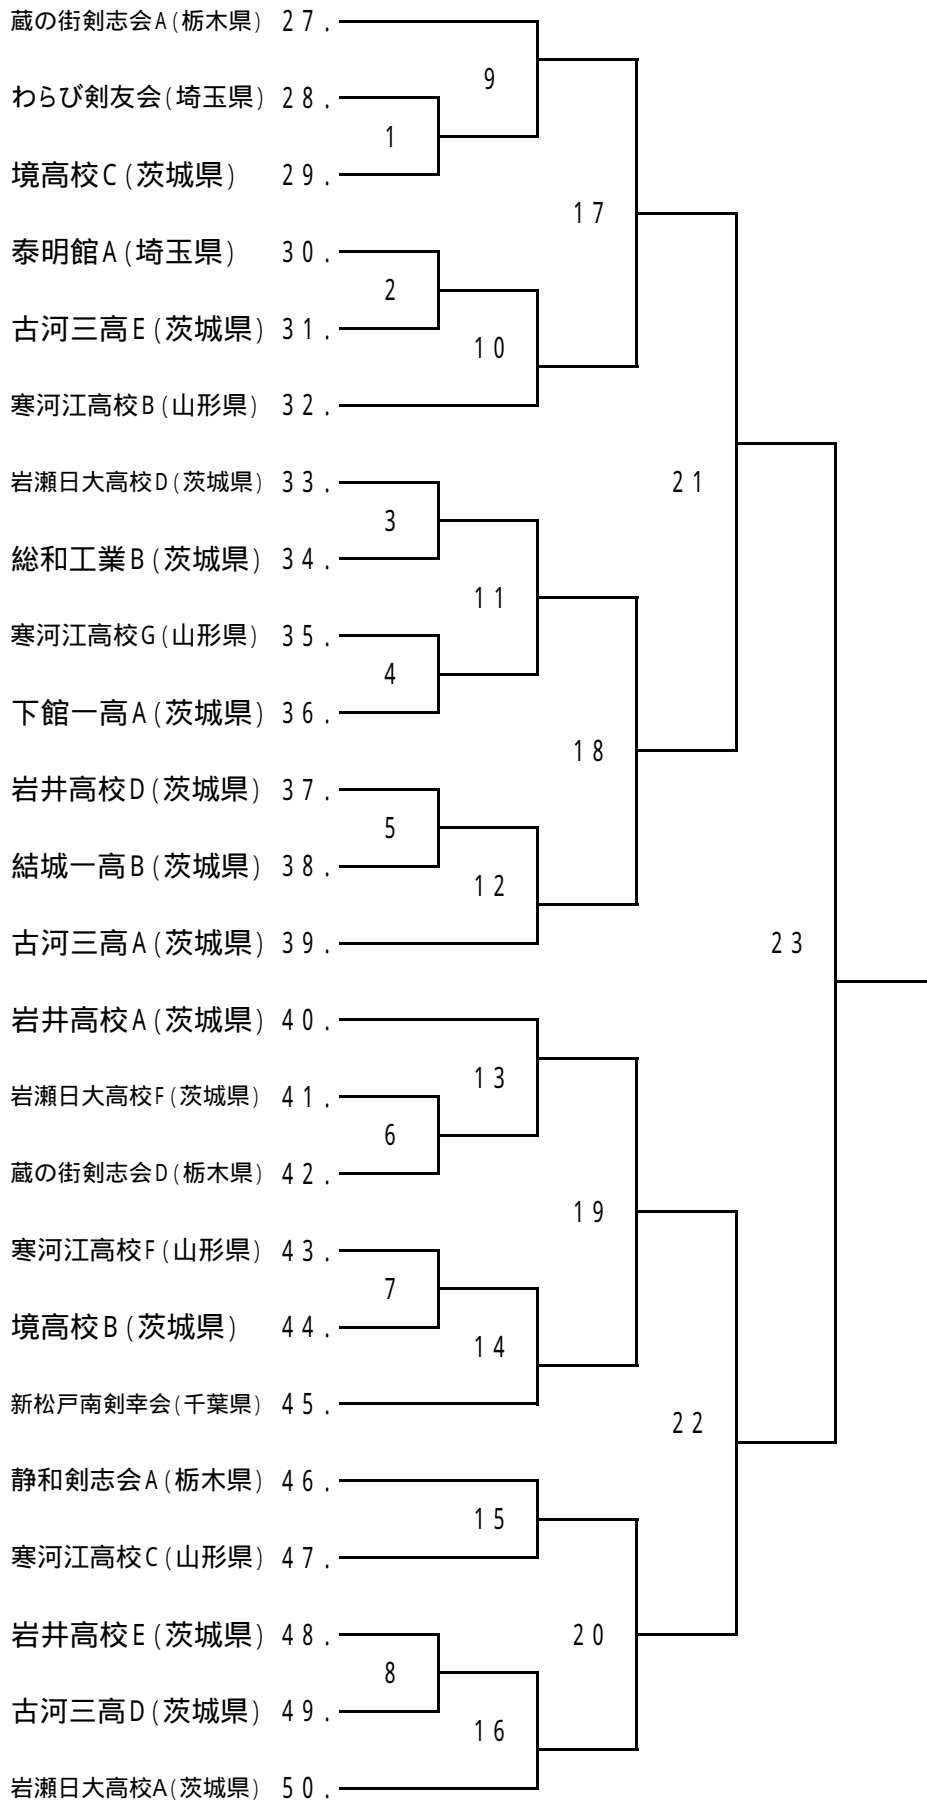 蔵の街剣志会A(栃木県) 27.
9
わらび剣友会(埼玉県) 28.
1
境高校C(茨城県) 29.
17
泰明館A(埼玉県) 30.
2
古河三高E(茨城県) 31.
10
寒河江高校B(山形県) 32.
岩瀬日大高校D(茨城県) 33.
21
3
総和工業B(茨城県) 34.
11
寒河江高校G(山形県) 35.
4
下館一高A(茨城県) 36.
18
岩井高校D(茨城県) 37.
5
結城一高B(茨城県) 38.
12
古河三高A(茨城県) 39.
23
岩井高校A(茨城県) 40.
13
岩瀬日大高校F(茨城県) 41.
6
蔵の街剣志会D(栃木県) 42.
19
寒河江高校F(山形県) 43.
7
境高校B(茨城県) 44.
14
新松戸南剣幸会(千葉県) 45.
22
静和剣志会A(栃木県) 46.
15
寒河江高校C(山形県) 47.
岩井高校E(茨城県) 48.
20
8
古河三高D(茨城県) 49.
16
岩瀬日大高校A(茨城県) 50.